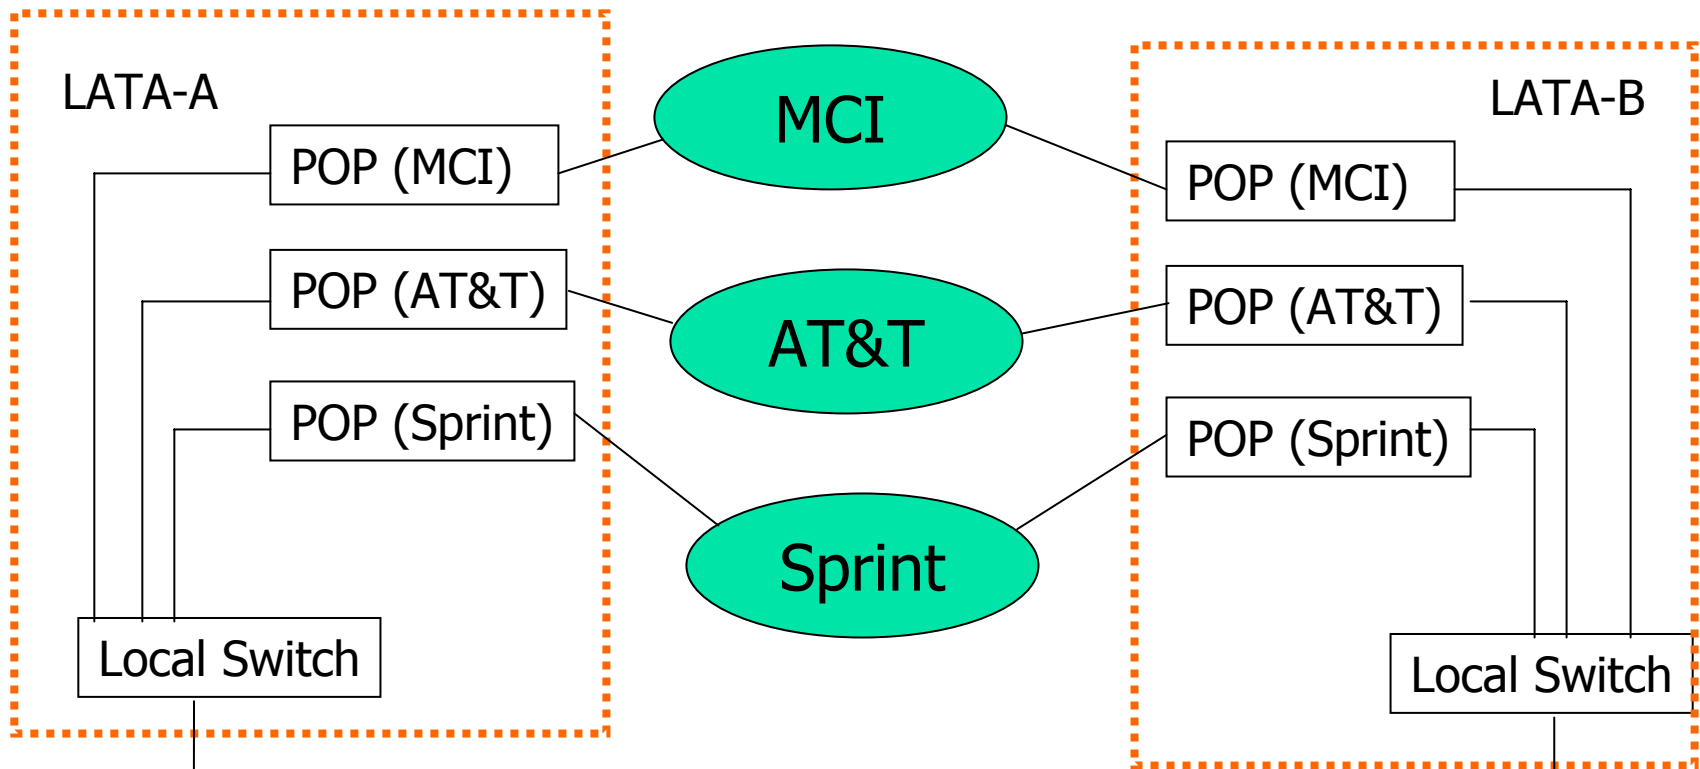 LATA-A
POP (MCI)
POP (AT&T)
POP (Sprint)
Local Switch
MCI
AT&T
Sprint
LATA-B
POP (MCI)
POP (AT&T)
POP (Sprint)
Local Switch